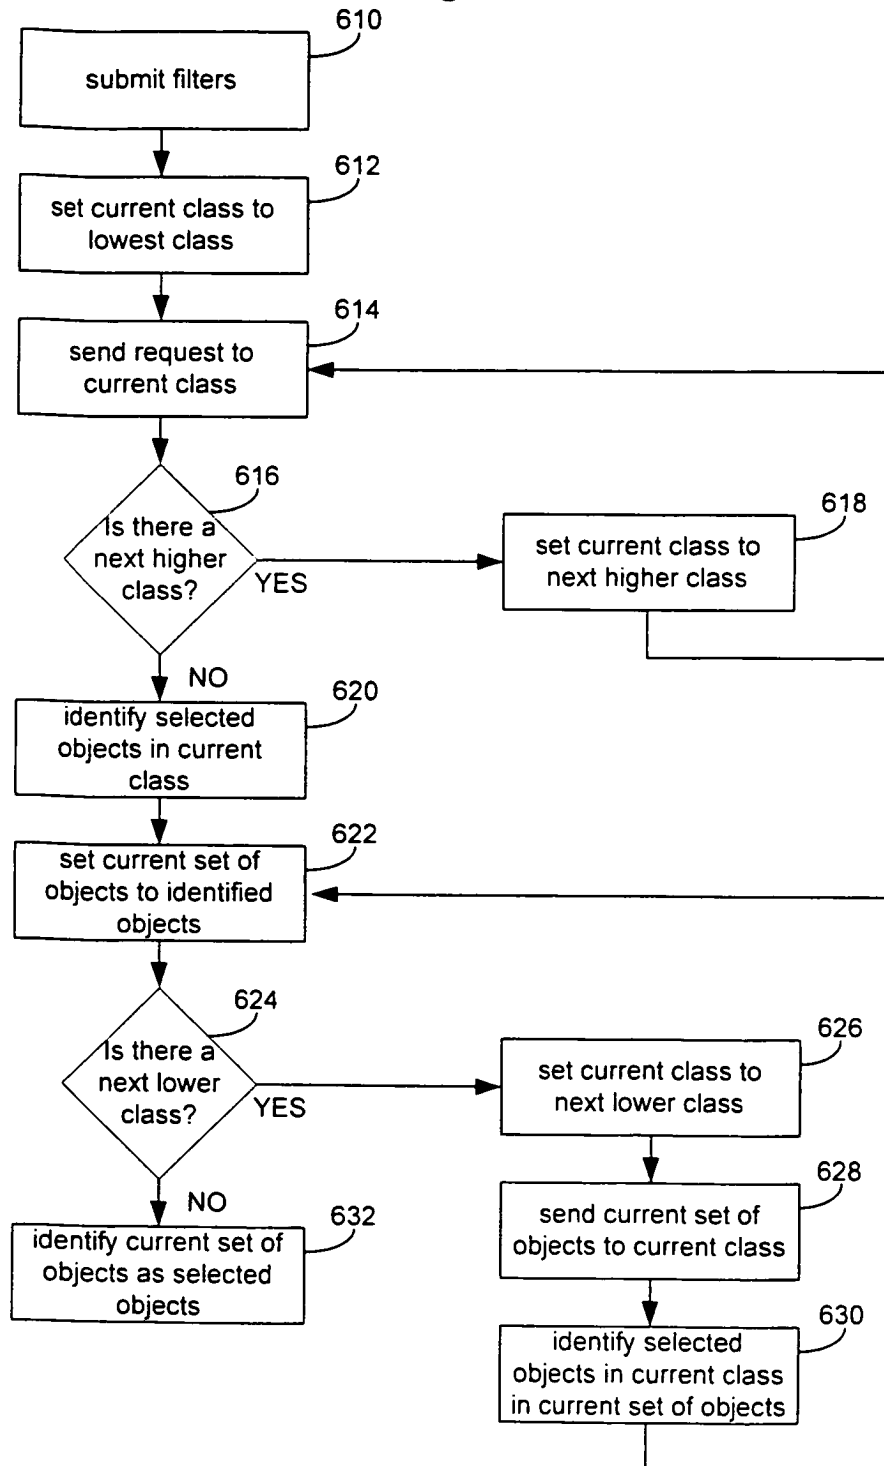 610
submit filters
612
set current class to
lowest class
614
send request to
current class
616
Is there a
next higher
class?
YES
618
set current class to
next higher class
NO
620
identify selected
objects in current
class
622
set current set of
objects to identified
objects
624
Is there a
next lower
class?
YES
626
set current class to
next lower class
628
send current set of
objects to current class
630
identify selected
objects in current class
in current set of objects
NO
632
identify current set of
objects as selected
objects